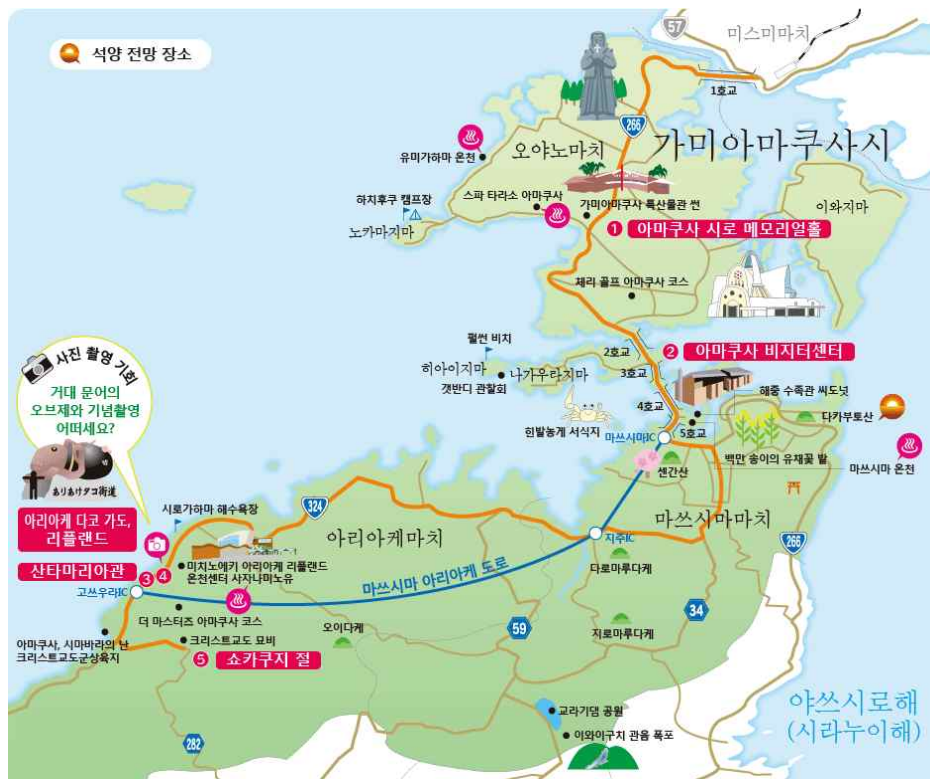 석양 전망 장소
57
미스미마치
1호교
266
가미아마쿠사시
오야노마치
유미가하마 온천
스파 타라소 아마쿠사
가미아마쿠사 특산물관 썬
하치후쿠 캠프장
노카마지마
이와지마
1 아마쿠사 시로 메모리얼홀
체리 골프 아마쿠사 코스
펄썬 비치
히아이지마
나가우라지마
갯반디 관찰회
2호교
3호교
2 아마쿠사 비지터센터
4호교
해중 수족관 씨도넛
흰발농게 서식지
마쓰시마IC
5호교
다카부토산
백만 송이의 유채꽃 밭
마쓰시마 온천
센간산
사진 촬영 기회
거대 문어의
오브제와 기념촬영
어떠세요?
ありあけタコ街道
아리아케 다코 가도,
리플랜드
시로가하마 해수욕장
324
아리아케마치
마쓰시마마치
266
지주IC
산타마리아관 3
4
미치노에키 아리아케 리플랜드
온천센터 사자나미노유
고쓰우라IC
마쓰시마 아리아케 도로
다로마루다케
더 마스터즈 아마쿠사 코스
오이다케
59
34
지로마루다케
아마쿠사, 시마바라의 난
크리스트교도군상륙지
크리스트교도 묘비
5 쇼카쿠지 절
282
교라기댐 공원
이와이구치 관음 폭포
야쓰시로해
(시라누이해)